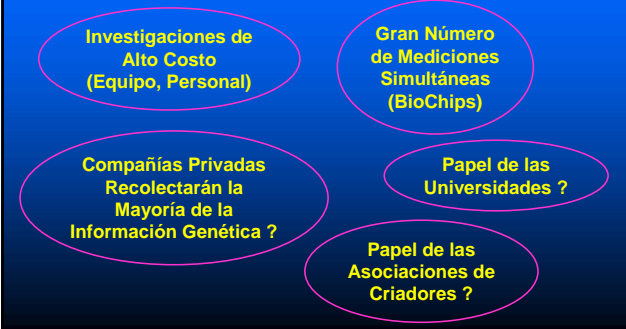 Investigaciones de
Alto Costo
(Equipo, Personal)
Gran Número
de Mediciones
Simultáneas
(BioChips)
Compañías Privadas
Recolectarán la
Mayoría de la
Información Genética ?
Papel de las
Universidades ?
Papel de las
Asociaciones de
Criadores ?